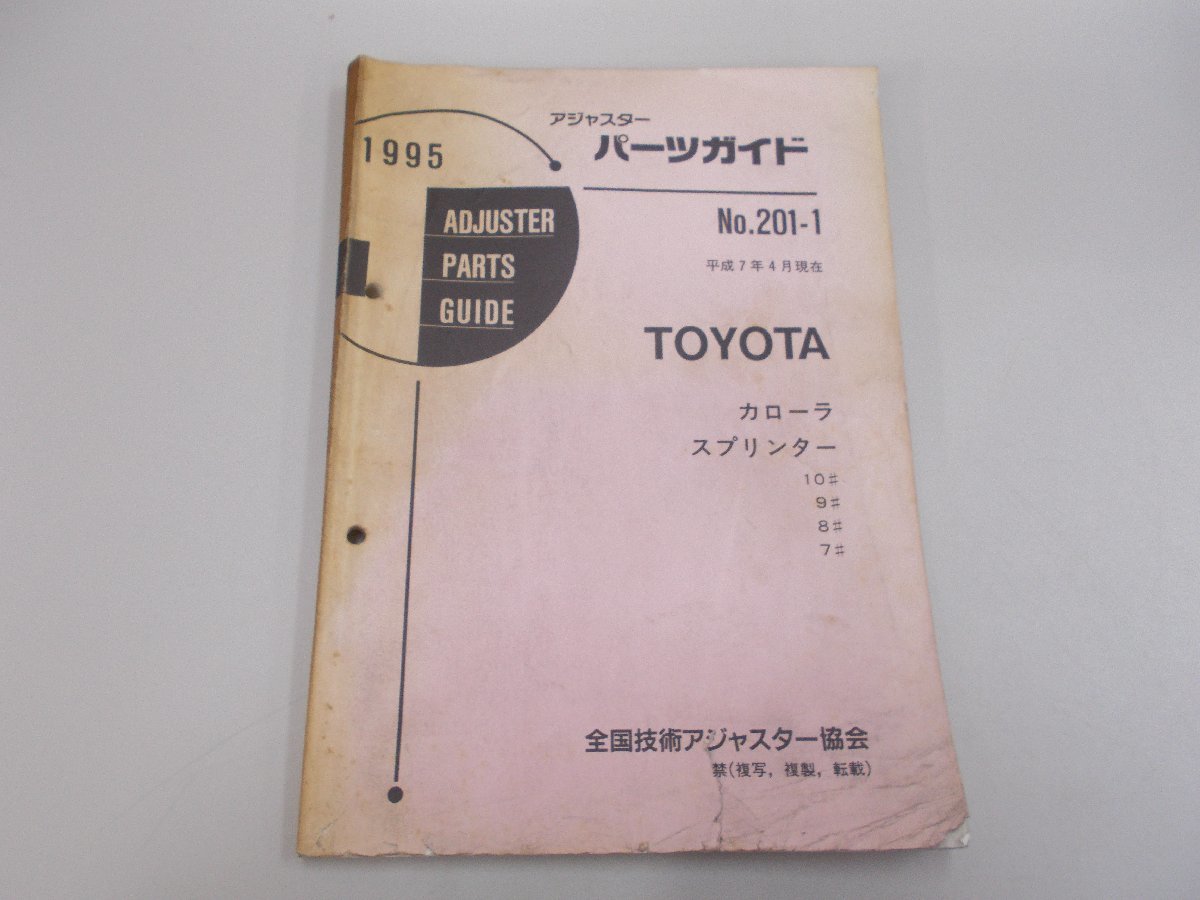 1995
アジャスター
パーツガイド
ADJUSTER
PARTS
GUIDE
No.201-1
平成7年4月現在
TOYOTA
カローラ
スプリンター
10#
9#
8#
7#
全国技術アジャスター協会
禁(複写, 複製, 転載)